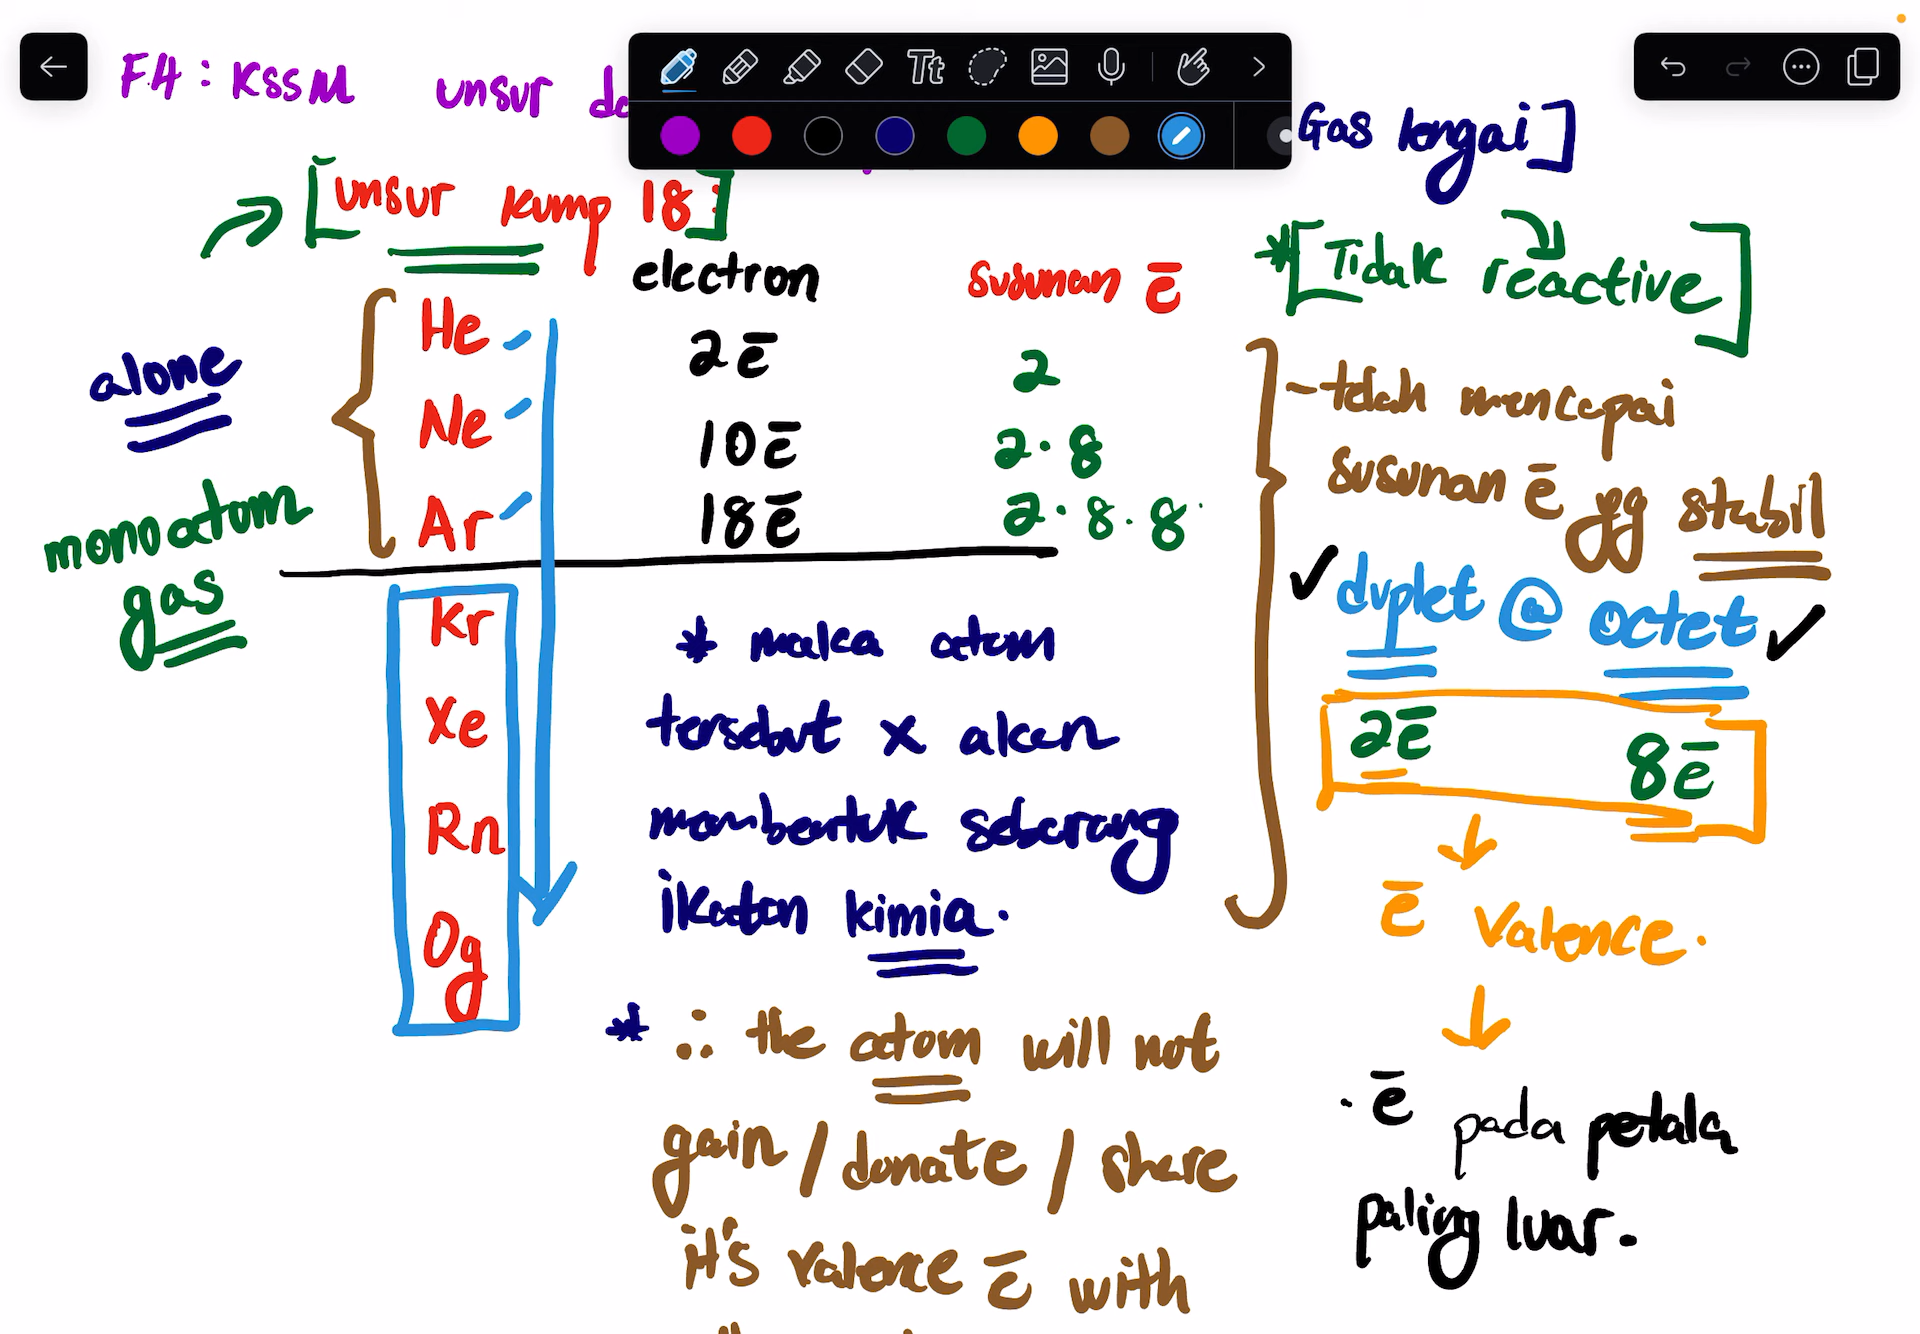 F4 : KSSM unsur da
Tt
Gas lengai]
[unsur kump 18:]
electron
susunan ē
*[Tidak reactive]
He
2ē
2
alone
Ne
10ē
2.8
Ar
18ē
2.8.8
monoatom
gas
- telah mencapai
susunan ē yg stabil
✓ duplet @ octet ✓
2ē 8ē
ē valence.
. ē pada petala
paling luar.
Kr
Xe
Rn
Og
* maka atom
tersebut x akan
membentuk sebarang
ikatan kimia.
* ∴ the atom will not
gain / donate / share
it's valence ē with